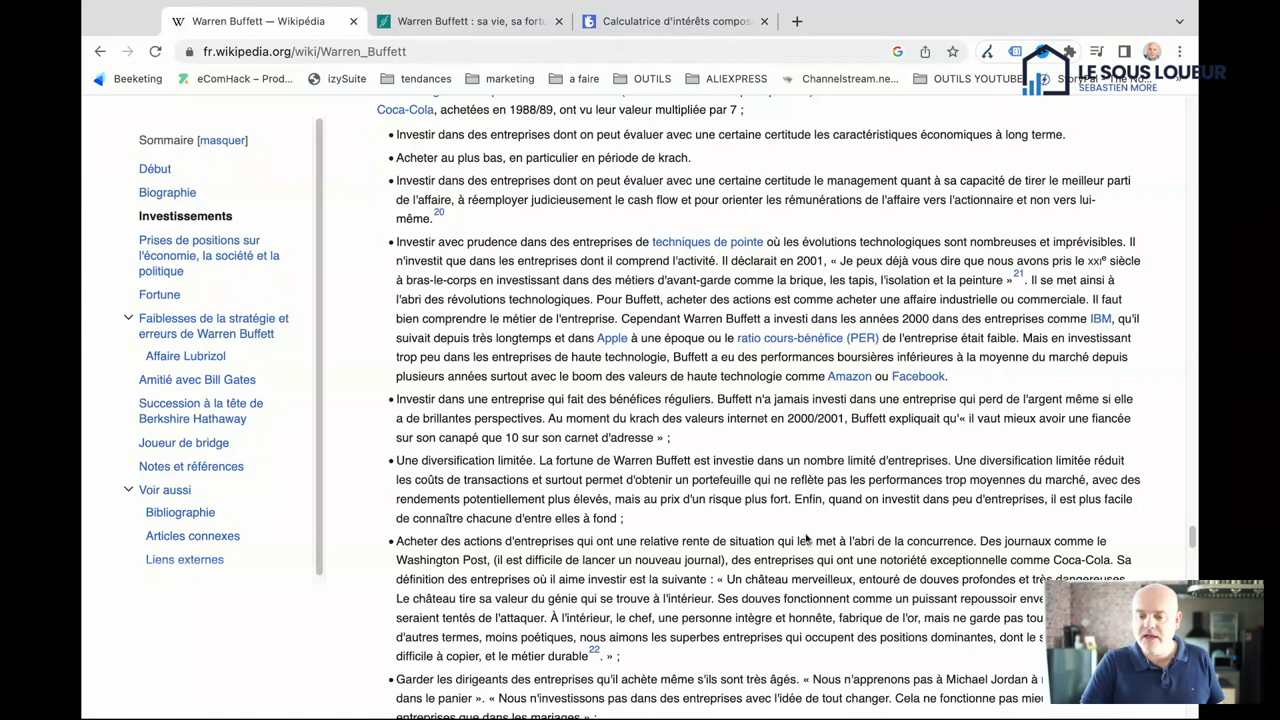 Warren Buffett — Wikipédia
Warren Buffett : sa vie, sa fortu
Calculatrice d'intérêts compos
fr.wikipedia.org/wiki/Warren_Buffett
Beeketing
eComHack – Prod...
izySuite
tendances
marketing
a faire
OUTILS
ALIEXPRESS
Channelstream.ne...
OUTILS YOUTUBE
LE SOUS LOUEUR
SEBASTIEN MORE
Sommaire [masquer]
Début
Biographie
Investissements
Prises de positions sur
l'économie, la société et la
politique
Fortune
Faiblesses de la stratégie et
erreurs de Warren Buffett
Affaire Lubrizol
Amitié avec Bill Gates
Succession à la tête de
Berkshire Hathaway
Joueur de bridge
Notes et références
Voir aussi
Bibliographie
Articles connexes
Liens externes
Coca-Cola, achetées en 1988/89, ont vu leur valeur multipliée par 7 ;
• Investir dans des entreprises dont on peut évaluer avec une certaine certitude les caractéristiques économiques à long terme.
• Acheter au plus bas, en particulier en période de krach.
• Investir dans des entreprises dont on peut évaluer avec une certaine certitude le management quant à sa capacité de tirer le meilleur parti
de l'affaire, à réemployer judicieusement le cash flow et pour orienter les rémunérations de l'affaire vers l'actionnaire et non vers lui-
même.20
• Investir avec prudence dans des entreprises de techniques de pointe où les évolutions technologiques sont nombreuses et imprévisibles. Il
n'investit que dans les entreprises dont il comprend l'activité. Il déclarait en 2001, « Je peux déjà vous dire que nous avons pris le XXIe siècle
à bras-le-corps en investissant dans des métiers d'avant-garde comme la brique, les tapis, l'isolation et la peinture »21. Il se met ainsi à
l'abri des révolutions technologiques. Pour Buffett, acheter des actions est comme acheter une affaire industrielle ou commerciale. Il faut
bien comprendre le métier de l'entreprise. Cependant Warren Buffett a investi dans les années 2000 dans des entreprises comme IBM, qu'il
suivait depuis très longtemps et dans Apple à une époque ou le ratio cours-bénéfice (PER) de l'entreprise était faible. Mais en investissant
trop peu dans les entreprises de haute technologie, Buffett a eu des performances boursières inférieures à la moyenne du marché depuis
plusieurs années surtout avec le boom des valeurs de haute technologie comme Amazon ou Facebook.
• Investir dans une entreprise qui fait des bénéfices réguliers. Buffett n'a jamais investi dans une entreprise qui perd de l'argent même si elle
a de brillantes perspectives. Au moment du krach des valeurs internet en 2000/2001, Buffett expliquait qu'« il vaut mieux avoir une fiancée
sur son canapé que 10 sur son carnet d'adresse » ;
• Une diversification limitée. La fortune de Warren Buffett est investie dans un nombre limité d'entreprises. Une diversification limitée réduit
les coûts de transactions et surtout permet d'obtenir un portefeuille qui ne reflète pas les performances trop moyennes du marché, avec des
rendements potentiellement plus élevés, mais au prix d'un risque plus fort. Enfin, quand on investit dans peu d'entreprises, il est plus facile
de connaître chacune d'entre elles à fond ;
• Acheter des actions d'entreprises qui ont une relative rente de situation qui les met à l'abri de la concurrence. Des journaux comme le
Washington Post, (il est difficile de lancer un nouveau journal), des entreprises qui ont une notoriété exceptionnelle comme Coca-Cola. Sa
définition des entreprises où il aime investir est la suivante : « Un château merveilleux, entouré de douves profondes et très dangereuses.
Le château tire sa valeur du génie qui se trouve à l'intérieur. Ses douves fonctionnent comme un puissant repoussoir enve
seraient tentés de l'attaquer. À l'intérieur, le chef, une personne intègre et honnête, fabrique de l'or, mais ne garde pas tou
d'autres termes, moins poétiques, nous aimons les superbes entreprises qui occupent des positions dominantes, dont le s
difficile à copier, et le métier durable22. » ;
• Garder les dirigeants des entreprises qu'il achète même s'ils sont très âgés. « Nous n'apprenons pas à Michael Jordan à
dans le panier ». « Nous n'investissons pas dans des entreprises avec l'idée de tout changer. Cela ne fonctionne pas mieu
entreprises que dans les mariages » ;